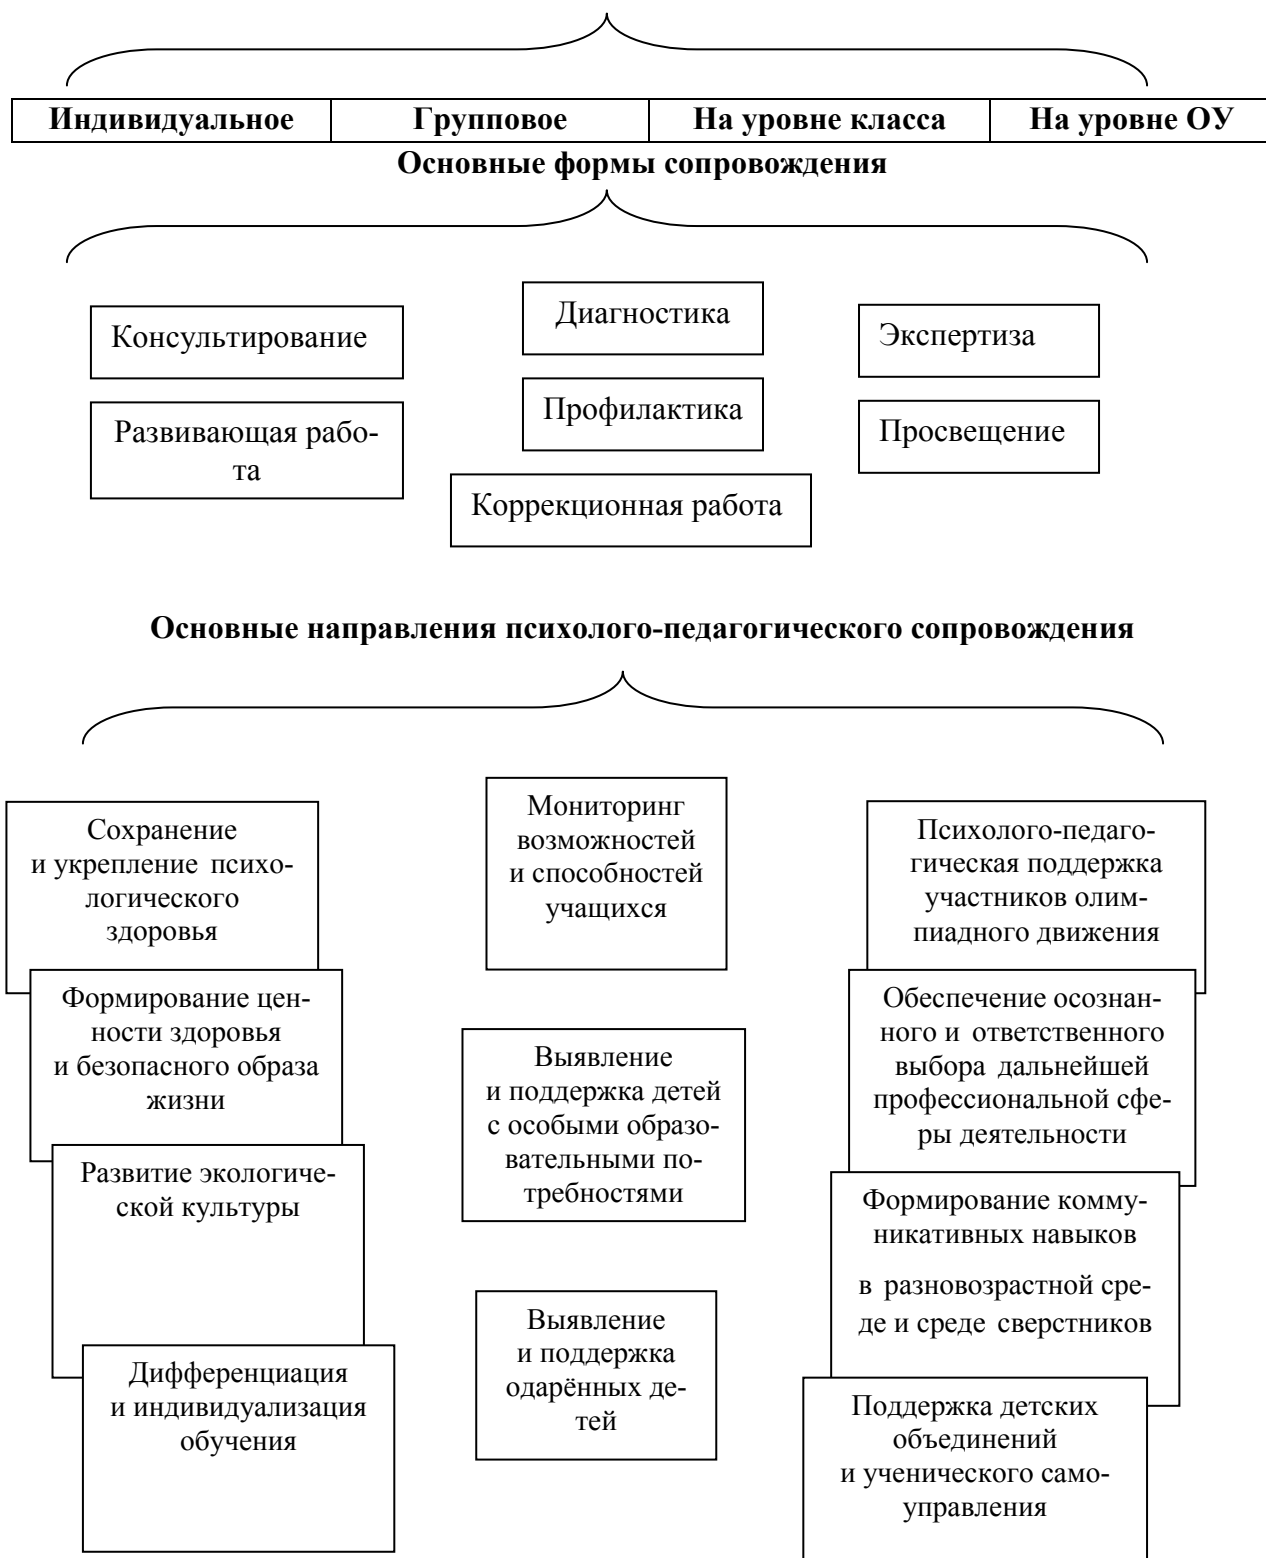 Индивидуальное Групповое На уровне класса На уровне ОУ
Основные формы сопровождения
Консультирование
Развивающая рабо-
та
Диагностика
Профилактика
Коррекционная работа
Экспертиза
Просвещение
Основные направления психолого-педагогического сопровождения
Сохранение
и укрепление психо-
логического
здоровья
Формирование цен-
ности здоровья
и безопасного образа
жизни
Развитие экологиче-
ской культуры
Дифференциация
и индивидуализация
обучения
Мониторинг
возможностей
и способностей
учащихся
Выявление
и поддержка детей
с особыми образо-
вательными по-
требностями
Выявление
и поддержка
одарённых де-
тей
Психолого-педаго-
гическая поддержка
участников олим-
пиадного движения
Обеспечение осознан-
ного и ответственного
выбора дальнейшей
профессиональной сфе-
ры деятельности
Формирование комму-
никативных навыков
в разновозрастной сре-
де и среде сверстников
Поддержка детских
объединений
и ученического само-
управления